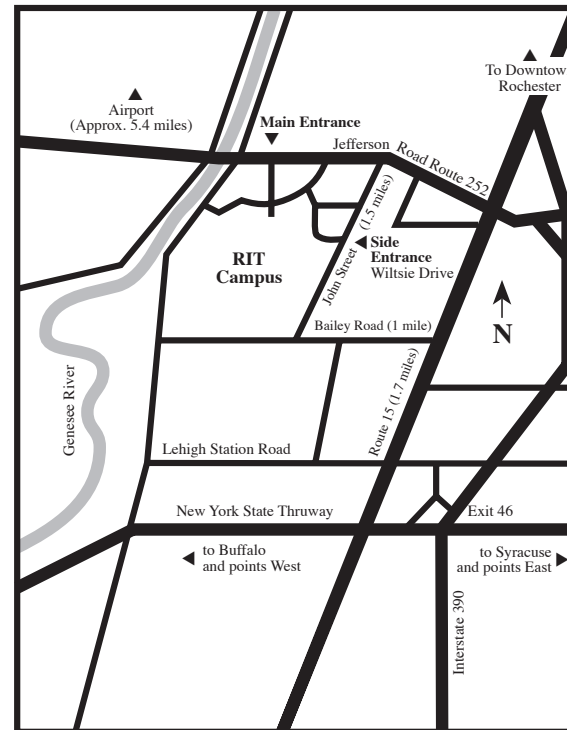 To Downtow
Rochester
Airport
(Approx. 5.4 miles)
Main Entrance
Jefferson Road Route 252
John Street (1.5 miles)
Side
Entrance
Wiltsie Drive
RIT
Campus
N
Bailey Road (1 mile)
Route 15 (1.7 miles)
Genesee River
Lehigh Station Road
New York State Thruway
Exit 46
to Buffalo
and points West
to Syracuse
and points East
Interstate 390